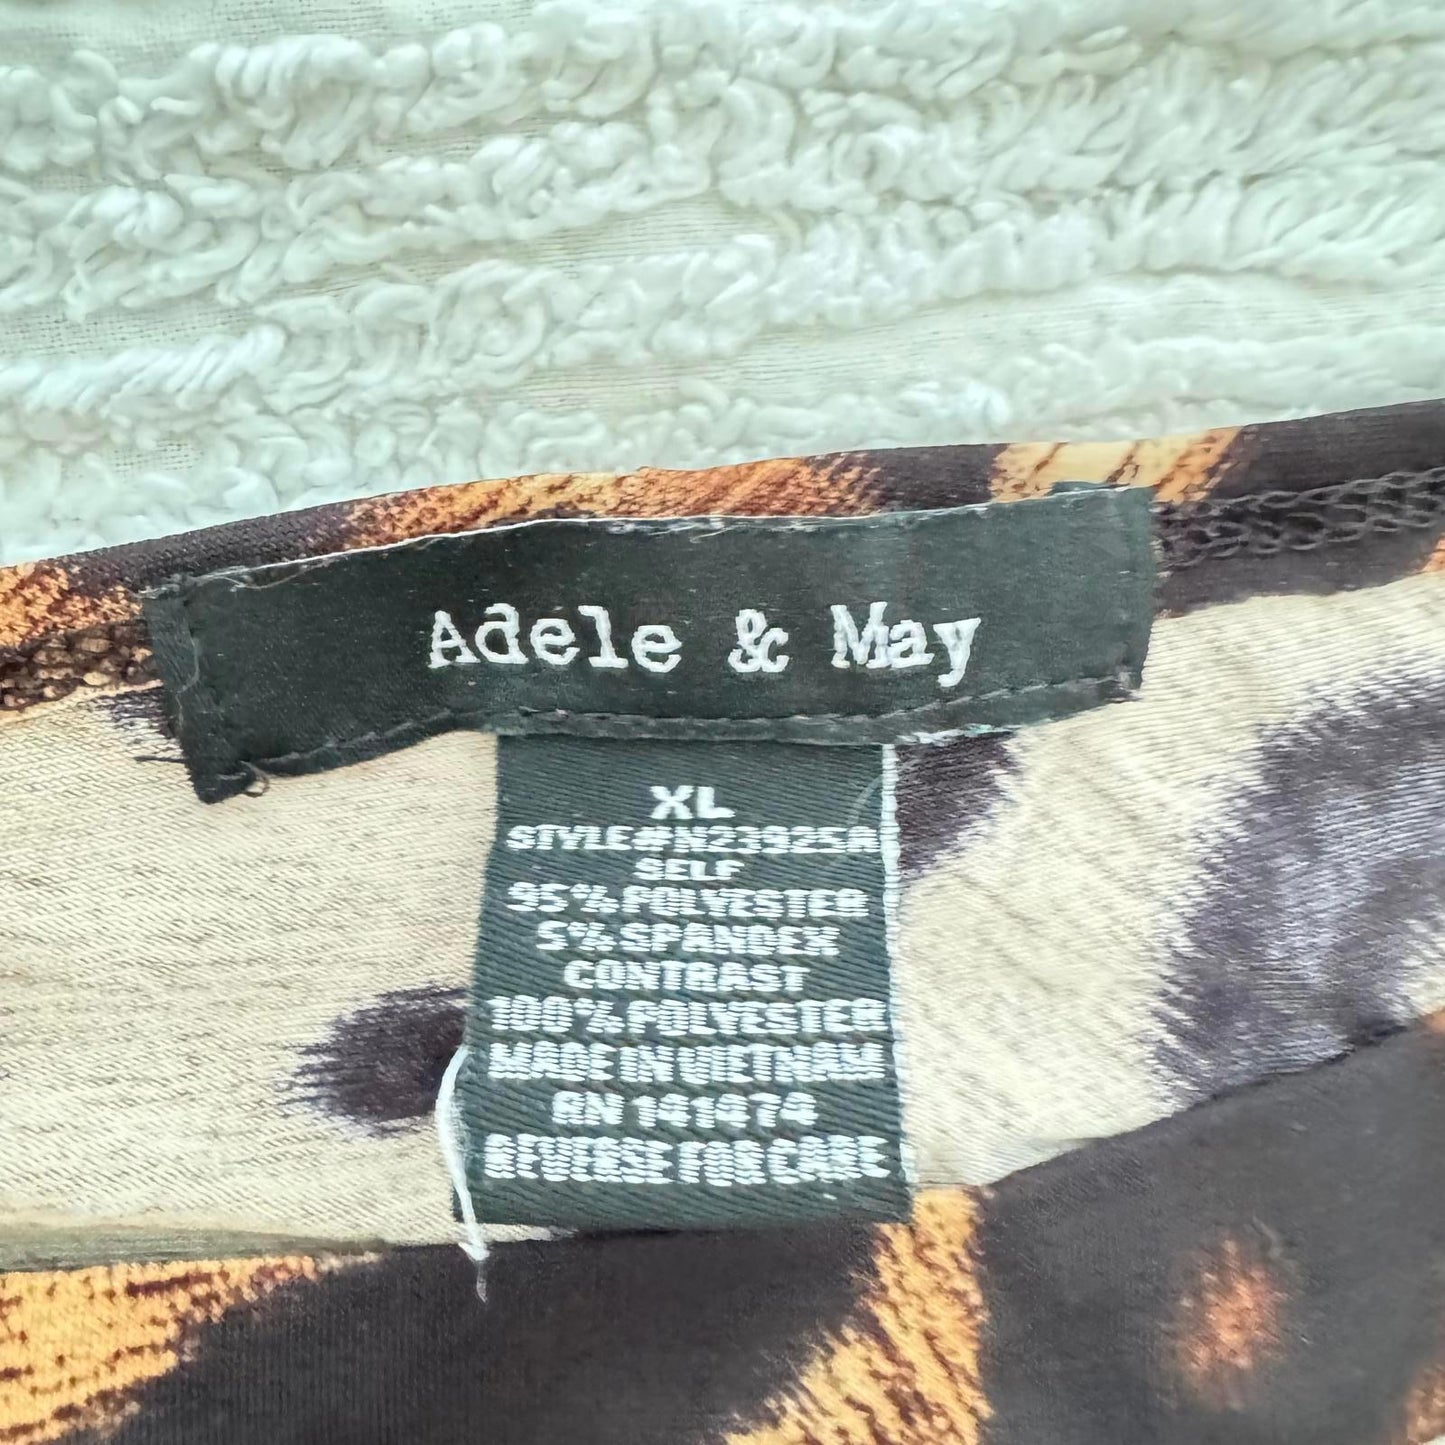 Adele & May
XL
STYLE#N23925A
SELF
95%POLYESTER
5%SPANDEX
CONTRAST
100%POLYESTER
MADE IN VIETNAM
RN 141474
REVERSE FOR CARE